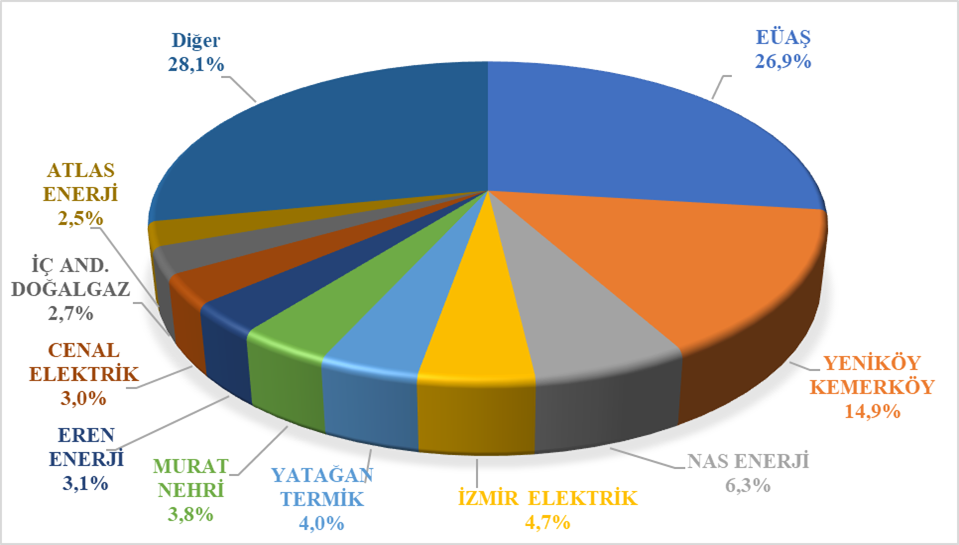 Diğer
28,1%
EÜAŞ
26,9%
YENİKÖY
KEMERKÖY
14,9%
NAS ENERJİ
6,3%
İZMİR ELEKTRİK
4,7%
YATAĞAN
TERMİK
4,0%
MURAT
NEHRİ
3,8%
EREN
ENERJİ
3,1%
CENAL
ELEKTRİK
3,0%
İÇ AND.
DOĞALGAZ
2,7%
ATLAS
ENERJİ
2,5%